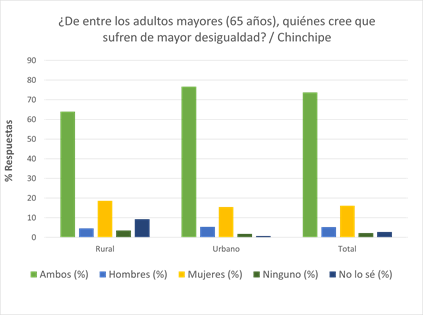 ¿De entre los adultos mayores (65 años), quiénes cree que
sufren de mayor desigualdad? / Chinchipe
% Respuestas
90
80
70
60
50
40
30
20
10
0
Rural Urbano Total
Ambos (%) Hombres (%) Mujeres (%) Ninguno (%) No lo sé (%)